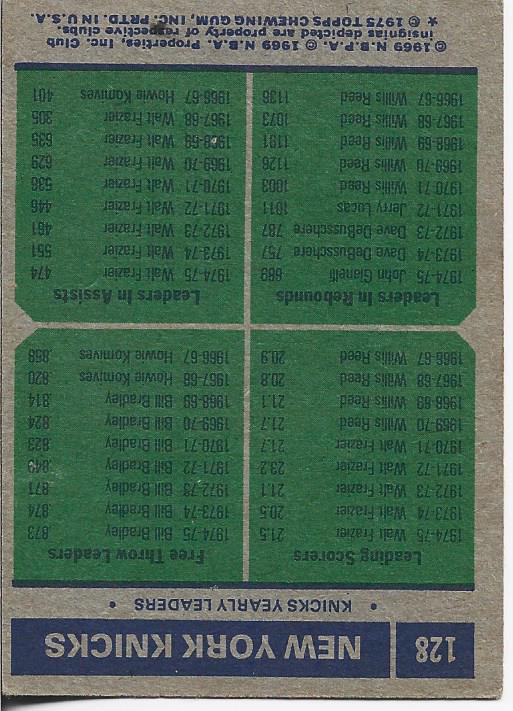 128 NEW YORK KNICKS
• KNICKS YEARLY LEADERS •
Leading Scorers
1974-75 Walt Frazier 21.5
1973-74 Walt Frazier 20.5
1972-73 Walt Frazier 21.1
1971-72 Walt Frazier 23.2
1970-71 Walt Frazier 21.7
1969-70 Willis Reed 21.7
1968-69 Willis Reed 21.1
1967-68 Willis Reed 20.8
1966-67 Willis Reed 20.9
Free Throw Leaders
1974-75 Bill Bradley .873
1973-74 Bill Bradley .874
1972-73 Bill Bradley .871
1971-72 Bill Bradley .849
1970-71 Bill Bradley .823
1969-70 Bill Bradley .824
1968-69 Bill Bradley .814
1967-68 Howie Komives .820
1966-67 Howie Komives .858
Leaders In Rebounds
1974-75 John Gianelli 689
1973-74 Dave DeBusschere 757
1972-73 Dave DeBusschere 787
1971-72 Jerry Lucas 1011
1970-71 Willis Reed 1003
1969-70 Willis Reed 1126
1968-69 Willis Reed 1191
1967-68 Willis Reed 1073
1966-67 Willis Reed 1136
Leaders In Assists
1974-75 Walt Frazier 474
1973-74 Walt Frazier 551
1972-73 Walt Frazier 461
1971-72 Walt Frazier 446
1970-71 Walt Frazier 536
1969-70 Walt Frazier 629
1968-69 Walt Frazier 635
1967-68 Walt Frazier 305
1966-67 Howie Komives 401
© 1969 N.B.P.A. © 1969 N.B.A. Properties, Inc. Club
insignias depicted are property of respective clubs.
★ © 1975 TOPPS CHEWING GUM, INC. PRTD. IN U.S.A.